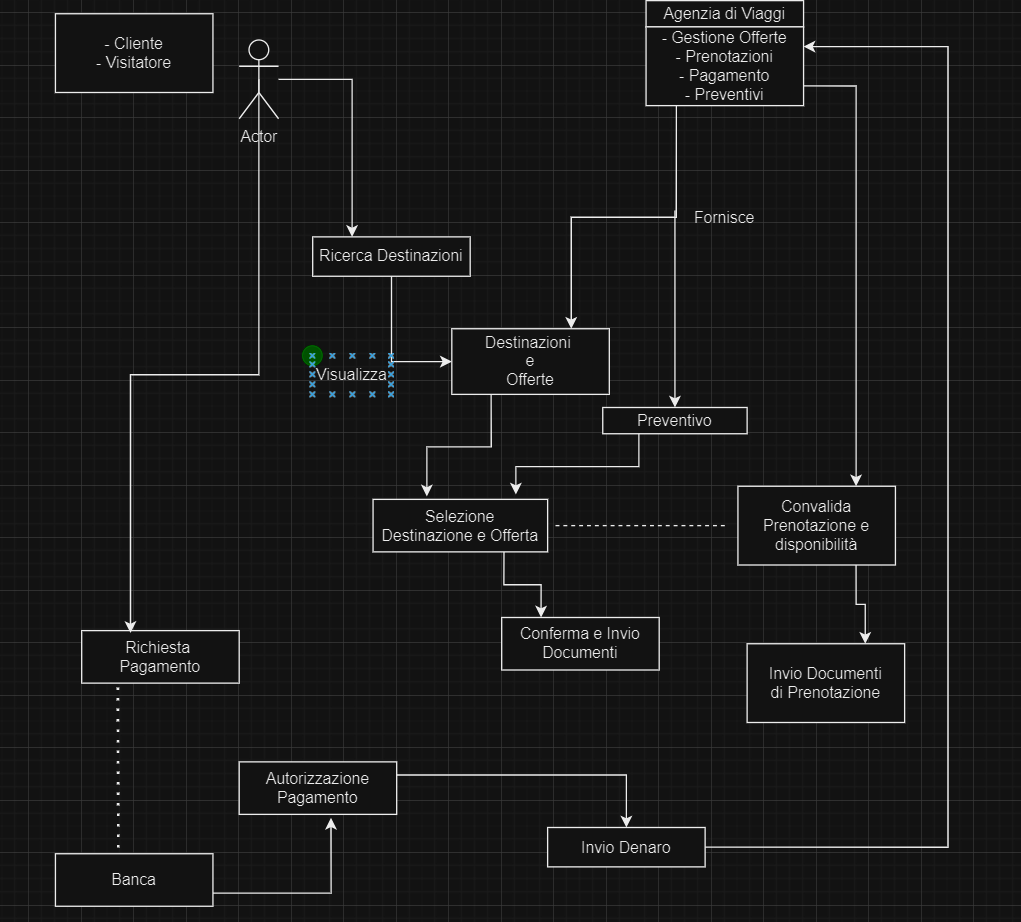 Agenzia di Viaggi
- Gestione Offerte
- Prenotazioni
- Pagamento
- Preventivi
- Cliente
- Visitatore
Actor
Fornisce
Ricerca Destinazioni
Destinazioni
e
Offerte
Visualizza
Preventivo
Selezione
Destinazione e Offerta
Convalida
Prenotazione e
disponibilità
Conferma e Invio
Documenti
Richiesta
Pagamento
Invio Documenti
di Prenotazione
Autorizzazione
Pagamento
Invio Denaro
Banca